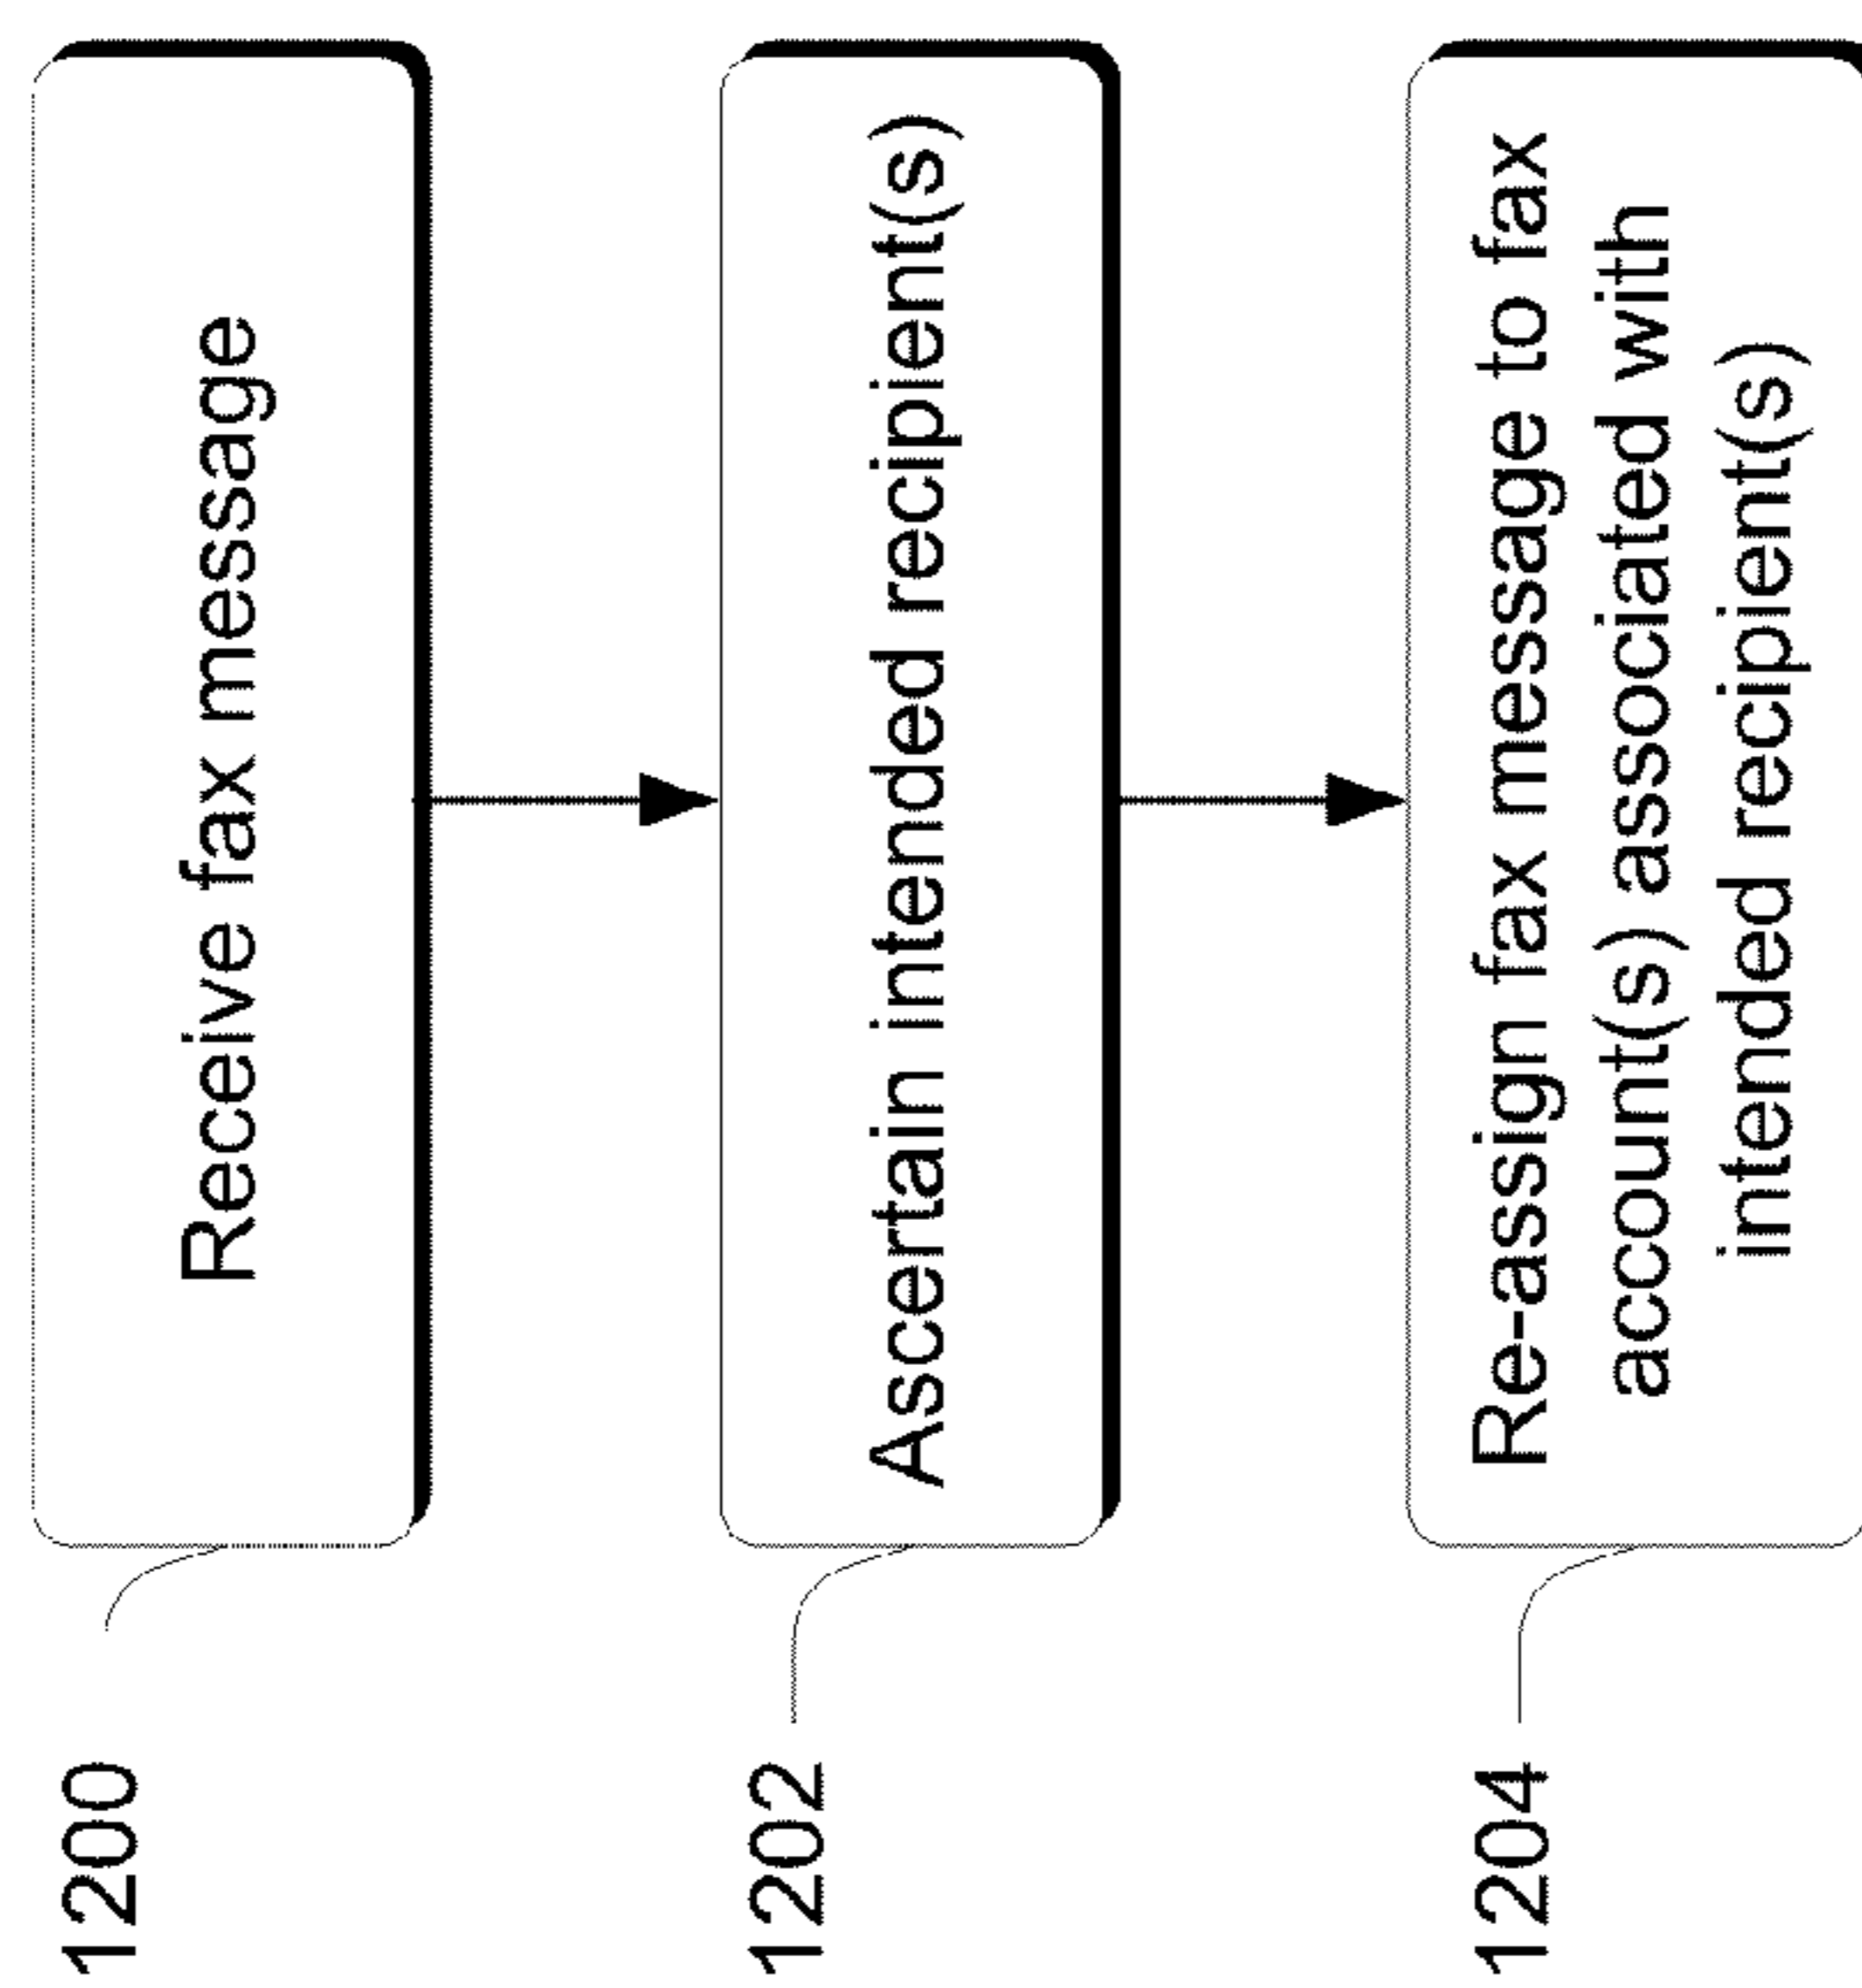 1200
Receive fax message
1202
Ascertain intended recipient(s)
1204
Re-assign fax message to fax
account(s) associated with
intended recipient(s)